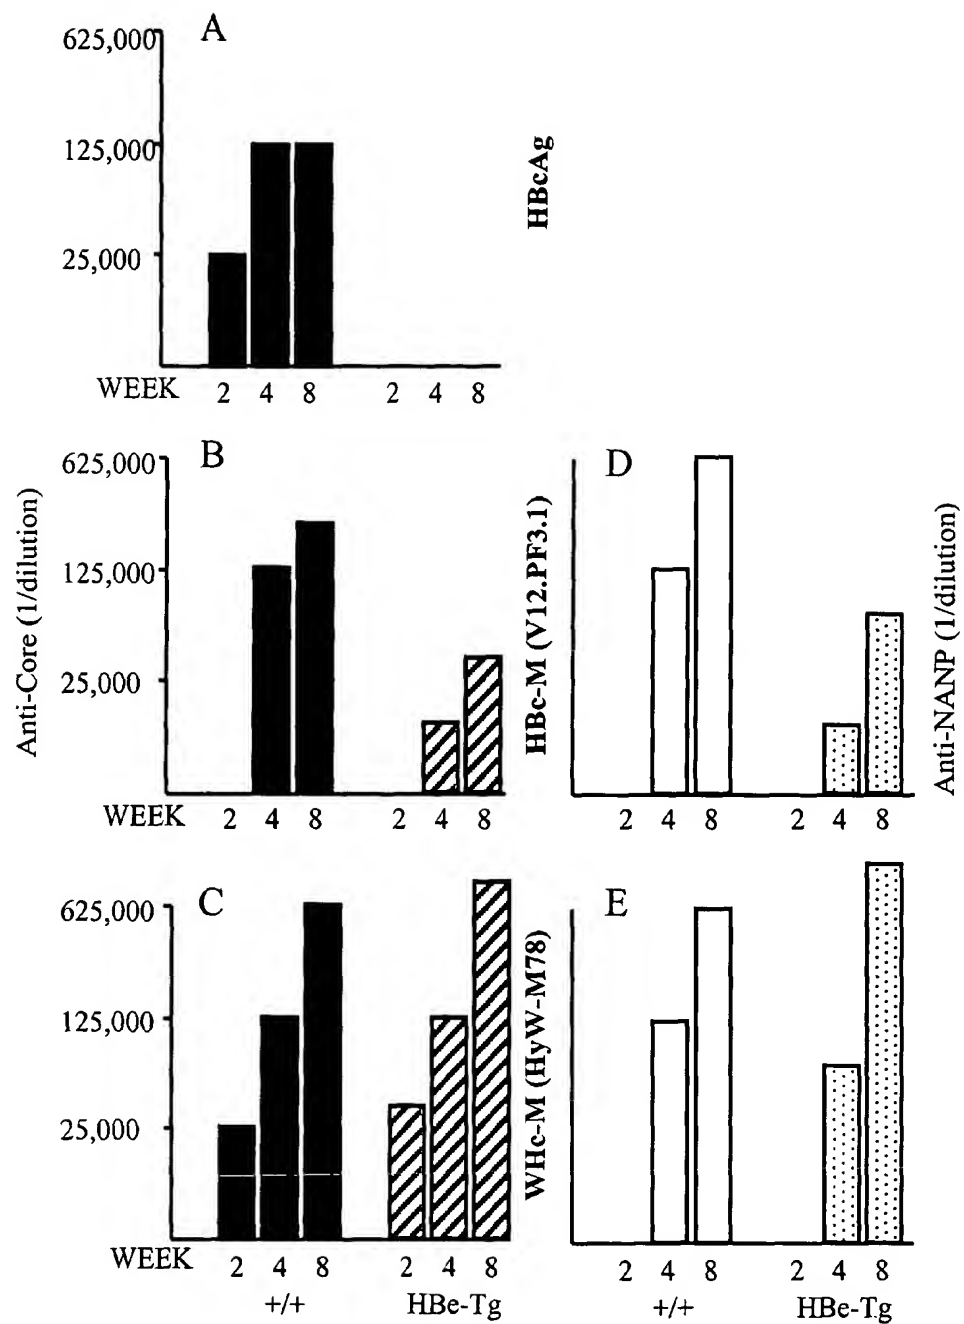 A
625,000
125,000
25,000
WEEK 2 4 8 2 4 8
HBcAg
B
625,000
125,000
25,000
WEEK 2 4 8 2 4 8
Anti-Core (1/dilution)
HBc-M (V12.PF3.1)
D
2 4 8 2 4 8
Anti-NANP (1/dilution)
C
625,000
125,000
25,000
WEEK 2 4 8 2 4 8
+/+ HBe-Tg
WHc-M (HyW-M78)
E
2 4 8 2 4 8
+/+ HBe-Tg